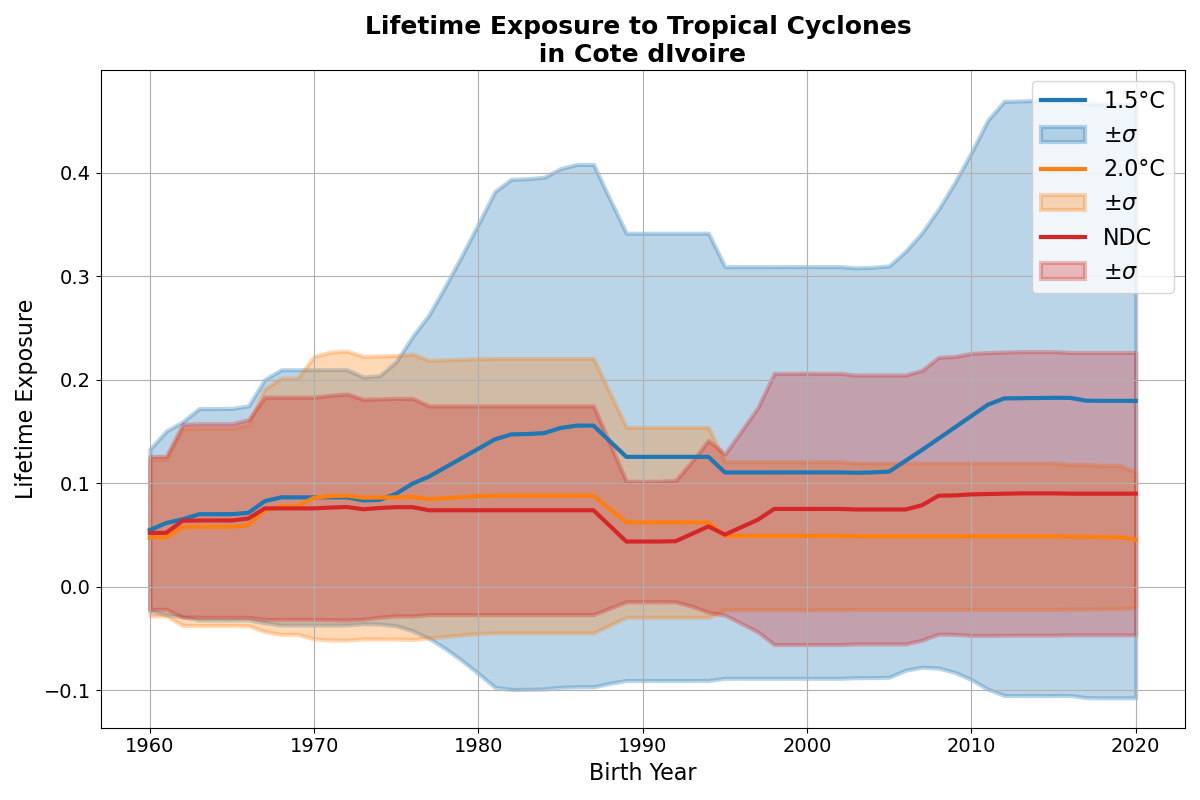 Lifetime Exposure to Tropical Cyclones
in Cote dIvoire
Lifetime Exposure
0.4
0.3
0.2
0.1
0.0
−0.1
1960
1970
1980
1990
2000
2010
2020
Birth Year
1.5°C
±σ
2.0°C
±σ
NDC
±σ